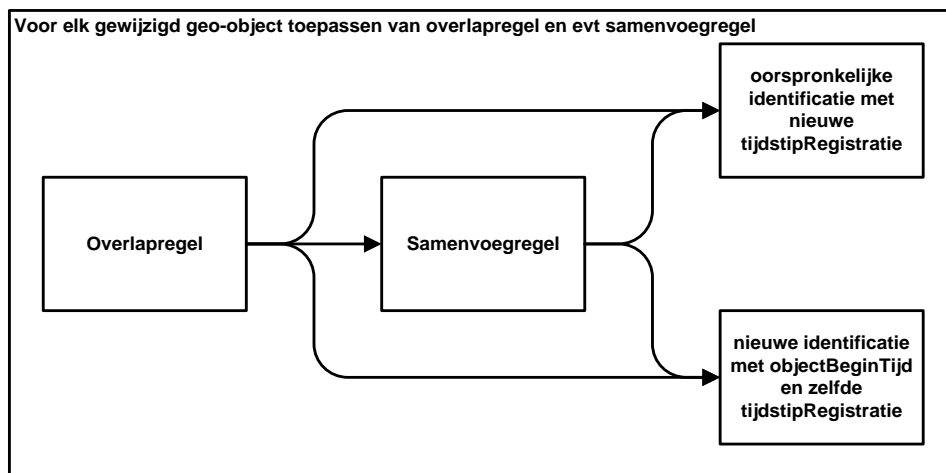 Voor elk gewijzigd geo-object toepassen van overlapregel en evt samenvoegregel
oorspronkelijke
identificatie met
nieuwe
tijdstipRegistratie
Overlapregel
Samenvoegregel
nieuwe identificatie
met objectBeginTijd
en zelfde
tijdstipRegistratie